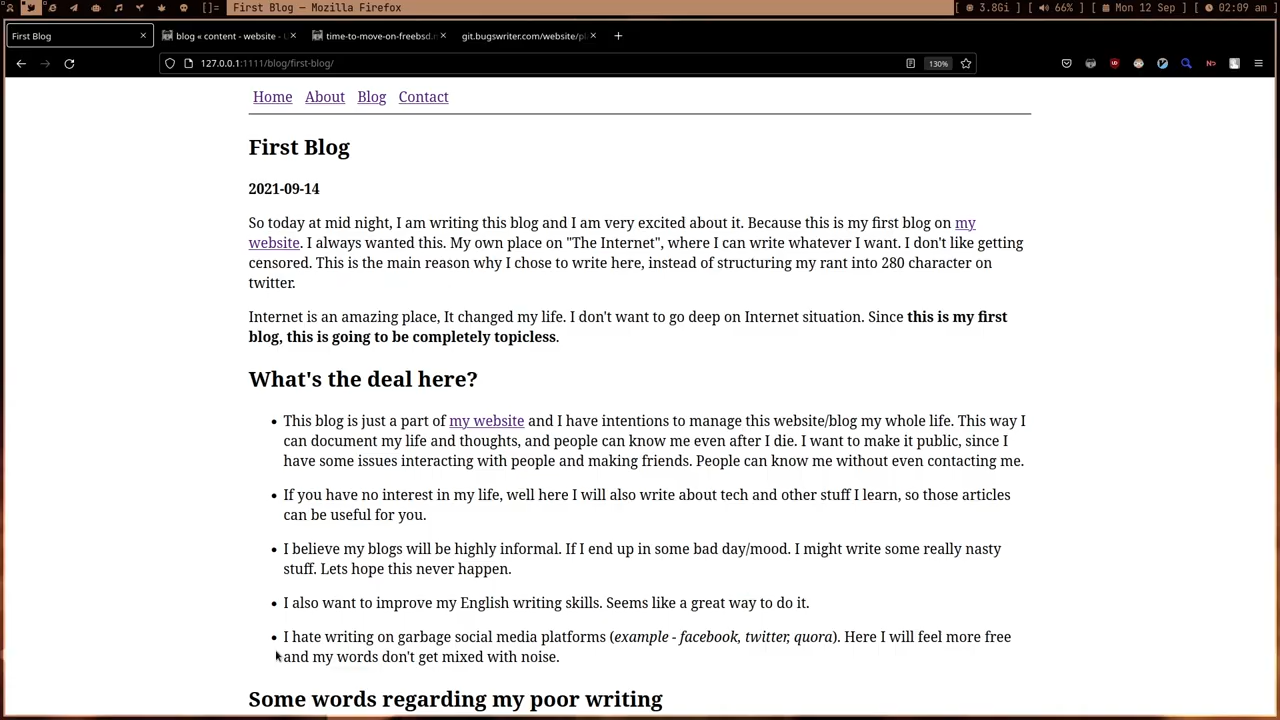 []= First Blog — Mozilla Firefox 3.8Gi 66% Mon 12 Sep 02:09 am
First Blog blog « content - website - time-to-move-on-freebsd. git.bugswriter.com/website/p
127.0.0.1:1111/blog/first-blog/ 130%
Home About Blog Contact
First Blog
2021-09-14
So today at mid night, I am writing this blog and I am very excited about it. Because this is my first blog on my
website. I always wanted this. My own place on "The Internet", where I can write whatever I want. I don't like getting
censored. This is the main reason why I chose to write here, instead of structuring my rant into 280 character on
twitter.
Internet is an amazing place, It changed my life. I don't want to go deep on Internet situation. Since this is my first
blog, this is going to be completely topicless.
What's the deal here?
• This blog is just a part of my website and I have intentions to manage this website/blog my whole life. This way I
can document my life and thoughts, and people can know me even after I die. I want to make it public, since I
have some issues interacting with people and making friends. People can know me without even contacting me.
• If you have no interest in my life, well here I will also write about tech and other stuff I learn, so those articles
can be useful for you.
• I believe my blogs will be highly informal. If I end up in some bad day/mood. I might write some really nasty
stuff. Lets hope this never happen.
• I also want to improve my English writing skills. Seems like a great way to do it.
• I hate writing on garbage social media platforms (example - facebook, twitter, quora). Here I will feel more free
and my words don't get mixed with noise.
Some words regarding my poor writing